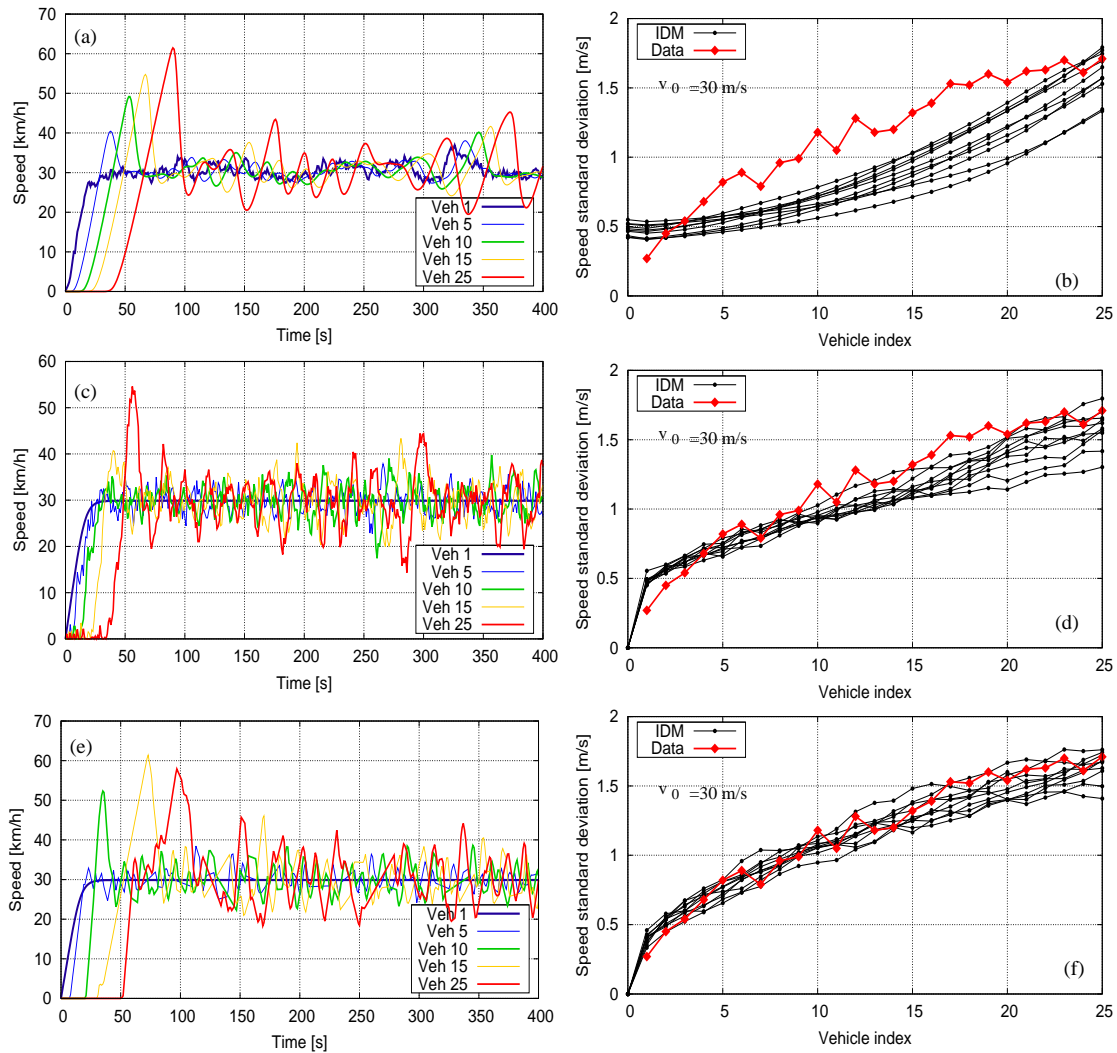 (a)
Speed [km/h]
70
60
50
40
30
20
10
0
0 50 100 150 200 250 300 350 400
Time [s]
Veh 1
Veh 5
Veh 10
Veh 15
Veh 25
(b)
Speed standard deviation [m/s]
2
1.5
1
0.5
0
0 5 10 15 20 25
Vehicle index
IDM
Data
v 0 =30 m/s
(c)
Speed [km/h]
60
50
40
30
20
10
0
0 50 100 150 200 250 300 350 400
Time [s]
Veh 1
Veh 5
Veh 10
Veh 15
Veh 25
(d)
Speed standard deviation [m/s]
2
1.5
1
0.5
0
0 5 10 15 20 25
Vehicle index
IDM
Data
v 0 =30 m/s
(e)
Speed [km/h]
70
60
50
40
30
20
10
0
0 50 100 150 200 250 300 350 400
Time [s]
Veh 1
Veh 5
Veh 10
Veh 15
Veh 25
(f)
Speed standard deviation [m/s]
2
1.5
1
0.5
0
0 5 10 15 20 25
Vehicle index
IDM
Data
v 0 =30 m/s